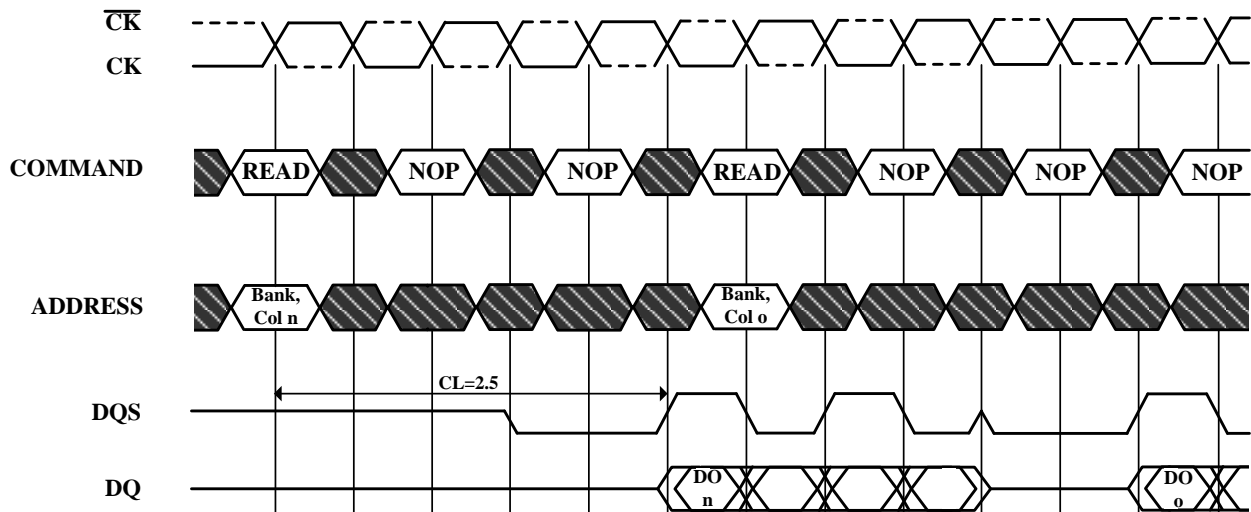 CK
CK
COMMAND
READ
NOP
NOP
READ
NOP
NOP
NOP
ADDRESS
Bank,
Col n
Bank,
Col o
CL=2.5
DQS
DQ
DO
n
DO
o